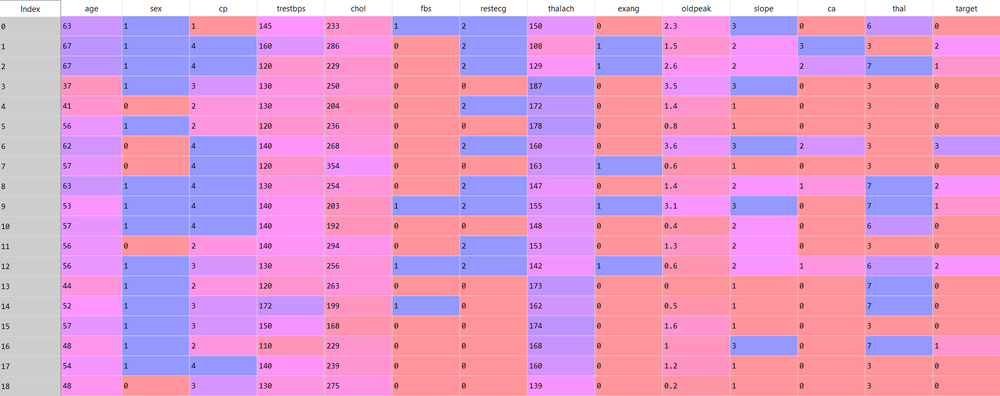 Index age sex cp trestbps chol fbs restecg thalach exang oldpeak slope ca thal target
0 63 1 1 145 233 1 2 150 0 2.3 3 0 6 0
1 67 1 4 160 286 0 2 108 1 1.5 2 3 3 2
2 67 1 4 120 229 0 2 129 1 2.6 2 2 7 1
3 37 1 3 130 250 0 0 187 0 3.5 3 0 3 0
4 41 0 2 130 204 0 2 172 0 1.4 1 0 3 0
5 56 1 2 120 236 0 0 178 0 0.8 1 0 3 0
6 62 0 4 140 268 0 2 160 0 3.6 3 2 3 3
7 57 0 4 120 354 0 0 163 1 0.6 1 0 3 0
8 63 1 4 130 254 0 2 147 0 1.4 2 1 7 2
9 53 1 4 140 203 1 2 155 1 3.1 3 0 7 1
10 57 1 4 140 192 0 0 148 0 0.4 2 0 6 0
11 56 0 2 140 294 0 2 153 0 1.3 2 0 3 0
12 56 1 3 130 256 1 2 142 1 0.6 2 1 6 2
13 44 1 2 120 263 0 0 173 0 0 1 0 7 0
14 52 1 3 172 199 1 0 162 0 0.5 1 0 7 0
15 57 1 3 150 168 0 0 174 0 1.6 1 0 3 0
16 48 1 2 110 229 0 0 168 0 1 3 0 7 1
17 54 1 4 140 239 0 0 160 0 1.2 1 0 3 0
18 48 0 3 130 275 0 0 139 0 0.2 1 0 3 0